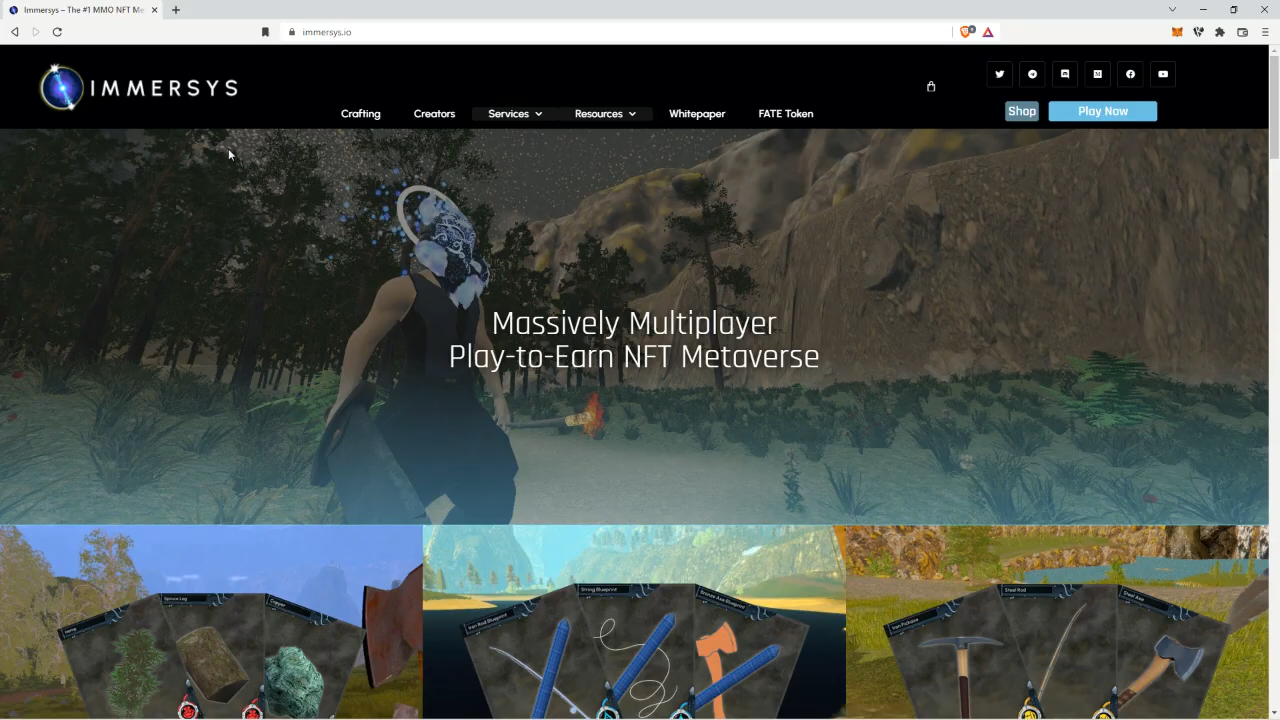 Immersys – The #1 MMO NFT Me
immersys.io
IMMERSYS
Crafting
Creators
Services
Resources
Whitepaper
FATE Token
Shop
Play Now
Massively Multiplayer
Play-to-Earn NFT Metaverse
Hemp
Spruce Log
Copper
Iron Rod Blueprint
String Blueprint
Bronze Axe Blueprint
Iron Pickaxe
Steel Rod
Steel Axe